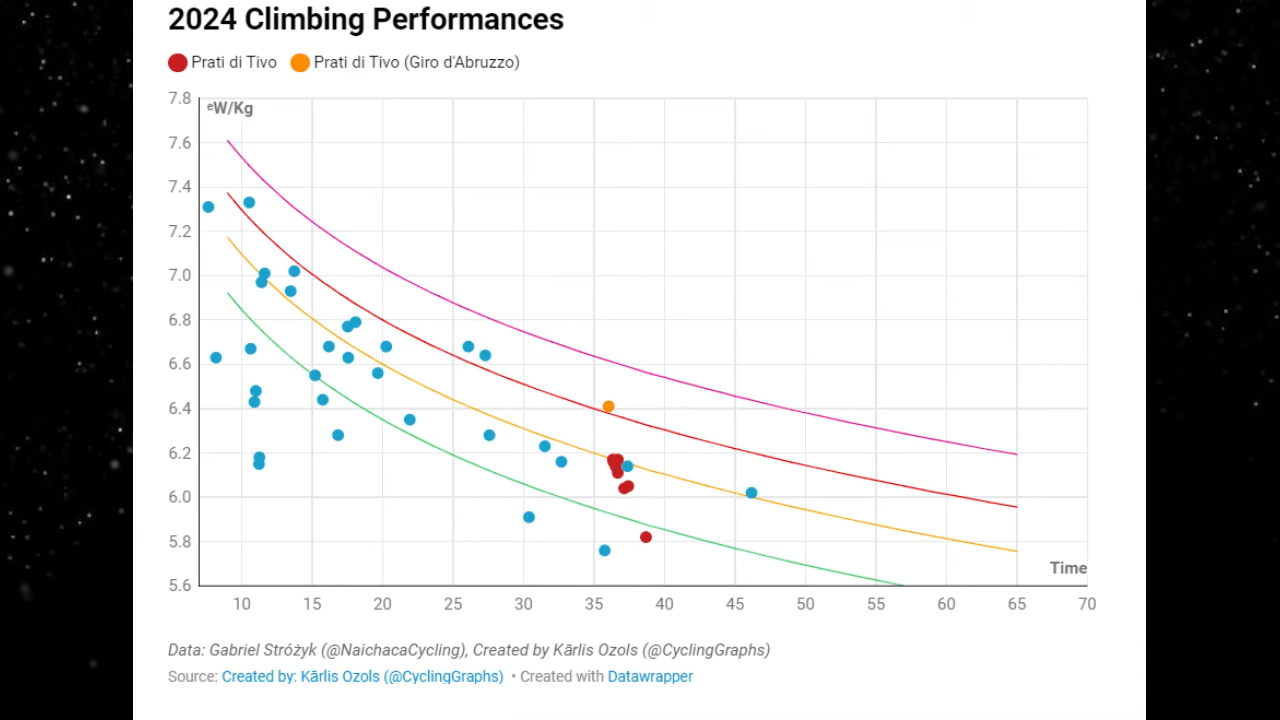 2024 Climbing Performances
Prati di Tivo Prati di Tivo (Giro d'Abruzzo)
7.8
eW/Kg
7.6
7.4
7.2
7.0
6.8
6.6
6.4
6.2
6.0
5.8
Time
5.6
10 15 20 25 30 35 40 45 50 55 60 65 70
Data: Gabriel Stróżyk (@NaichacaCycling), Created by Kārlis Ozols (@CyclingGraphs)
Source: Created by: Kārlis Ozols (@CyclingGraphs) • Created with Datawrapper